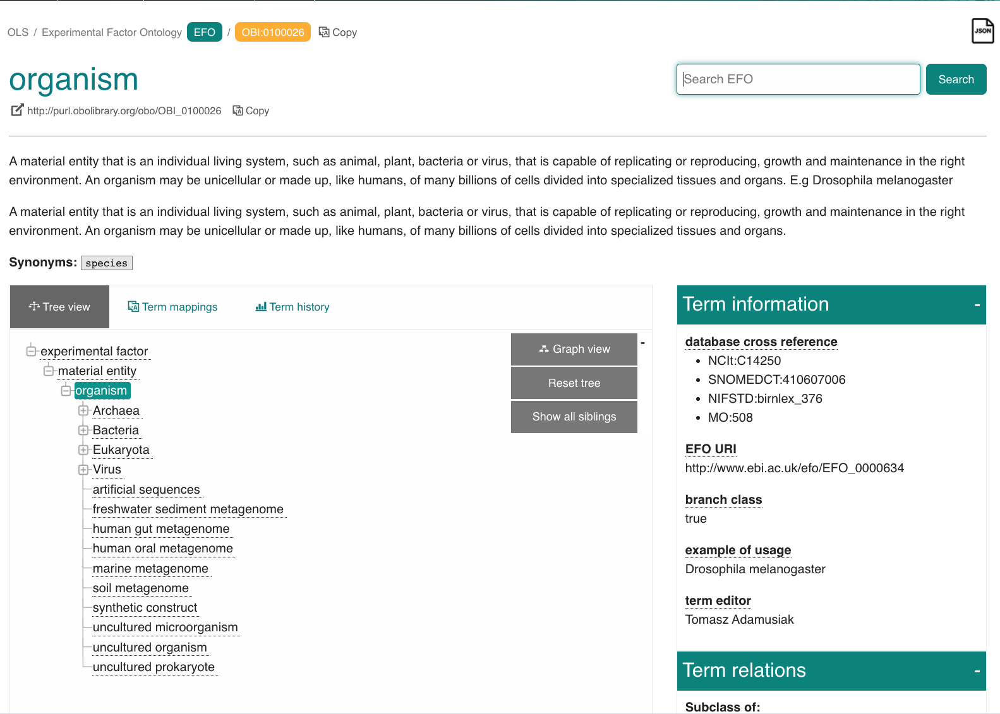 OLS / Experimental Factor Ontology EFO / OBI:0100026 Copy
JSON
organism
Search EFO
Search
http://purl.obolibrary.org/obo/OBI_0100026 Copy
A material entity that is an individual living system, such as animal, plant, bacteria or virus, that is capable of replicating or reproducing, growth and maintenance in the right
environment. An organism may be unicellular or made up, like humans, of many billions of cells divided into specialized tissues and organs. E.g Drosophila melanogaster
A material entity that is an individual living system, such as animal, plant, bacteria or virus, that is capable of replicating or reproducing, growth and maintenance in the right
environment. An organism may be unicellular or made up, like humans, of many billions of cells divided into specialized tissues and organs.
Synonyms: species
Tree view
Term mappings
Term history
experimental factor
material entity
organism
Archaea
Bacteria
Eukaryota
Virus
artificial sequences
freshwater sediment metagenome
human gut metagenome
human oral metagenome
marine metagenome
soil metagenome
synthetic construct
uncultured microorganism
uncultured organism
uncultured prokaryote
Graph view
-
Reset tree
Show all siblings
Term information -
database cross reference
• NCIt:C14250
• SNOMEDCT:410607006
• NIFSTD:birnlex_376
• MO:508
EFO URI
http://www.ebi.ac.uk/efo/EFO_0000634
branch class
true
example of usage
Drosophila melanogaster
term editor
Tomasz Adamusiak
Term relations -
Subclass of: